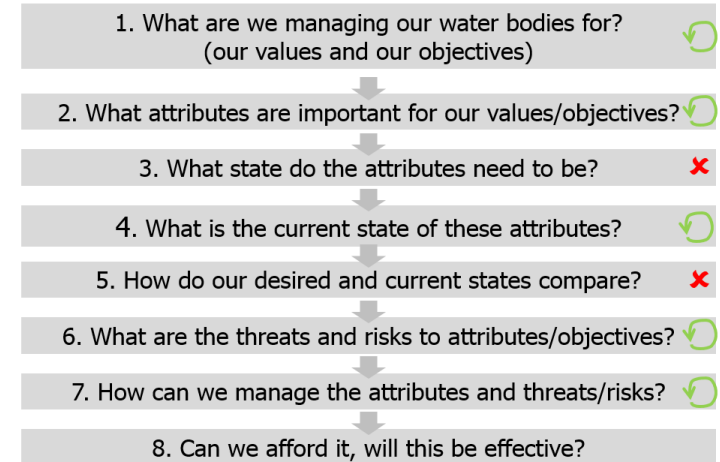 1. What are we managing our water bodies for?
(our values and our objectives)
2. What attributes are important for our values/objectives?
3. What state do the attributes need to be?
4. What is the current state of these attributes?
5. How do our desired and current states compare?
6. What are the threats and risks to attributes/objectives?
7. How can we manage the attributes and threats/risks?
8. Can we afford it, will this be effective?